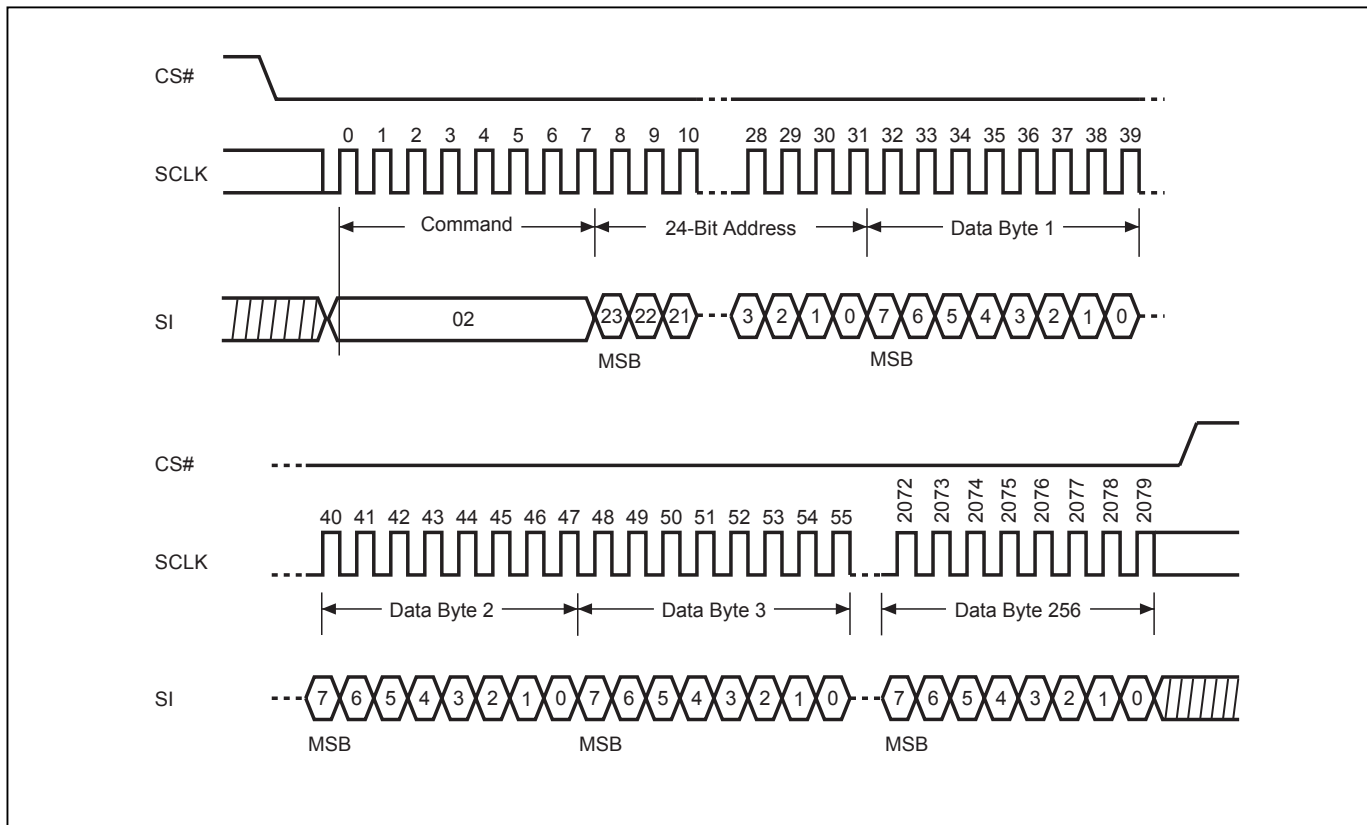 CS#
0 1 2 3 4 5 6 7 8 9 10 28 29 30 31 32 33 34 35 36 37 38 39
SCLK
Command 24-Bit Address Data Byte 1
SI 02 23 22 21 3 2 1 0 7 6 5 4 3 2 1 0
MSB MSB
CS#
40 41 42 43 44 45 46 47 48 49 50 51 52 53 54 55 2072 2073 2074 2075 2076 2077 2078 2079
SCLK
Data Byte 2 Data Byte 3 Data Byte 256
SI 7 6 5 4 3 2 1 0 7 6 5 4 3 2 1 0 7 6 5 4 3 2 1 0
MSB MSB MSB